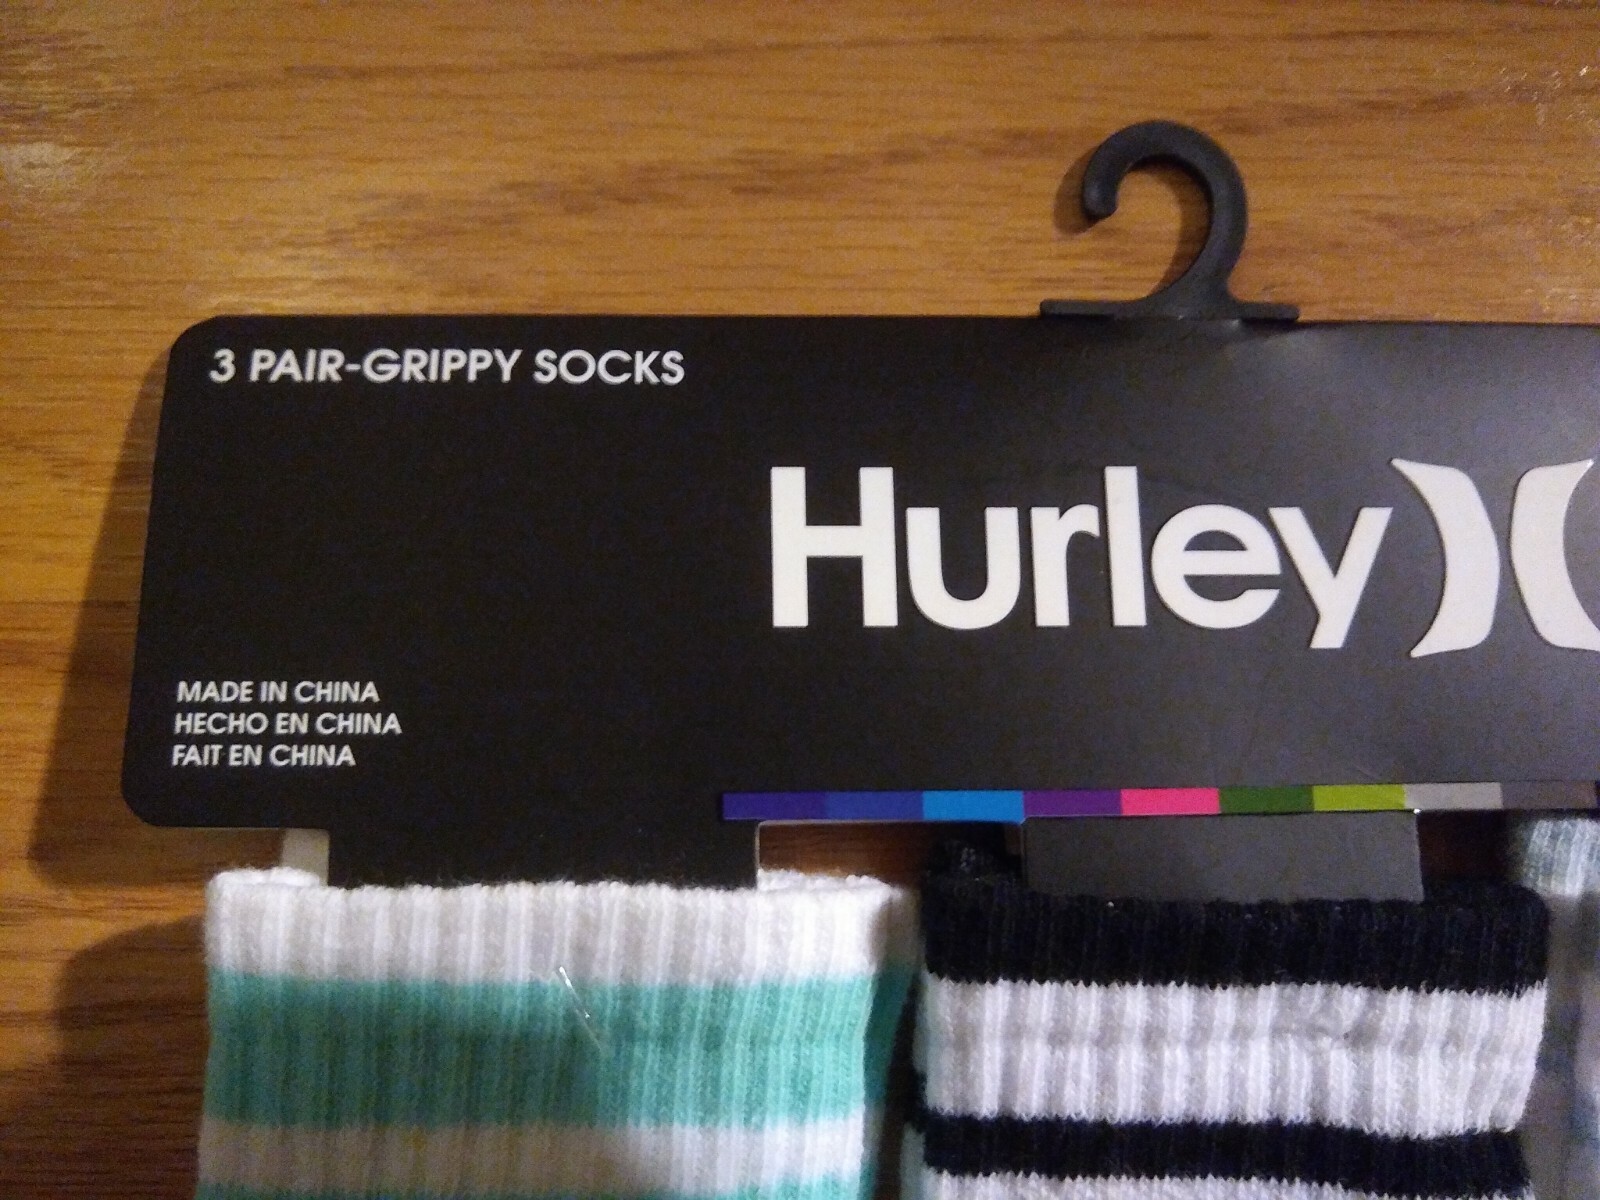 3 PAIR-GRIPPY SOCKS
Hurley
MADE IN CHINA
HECHO EN CHINA
FAIT EN CHINA